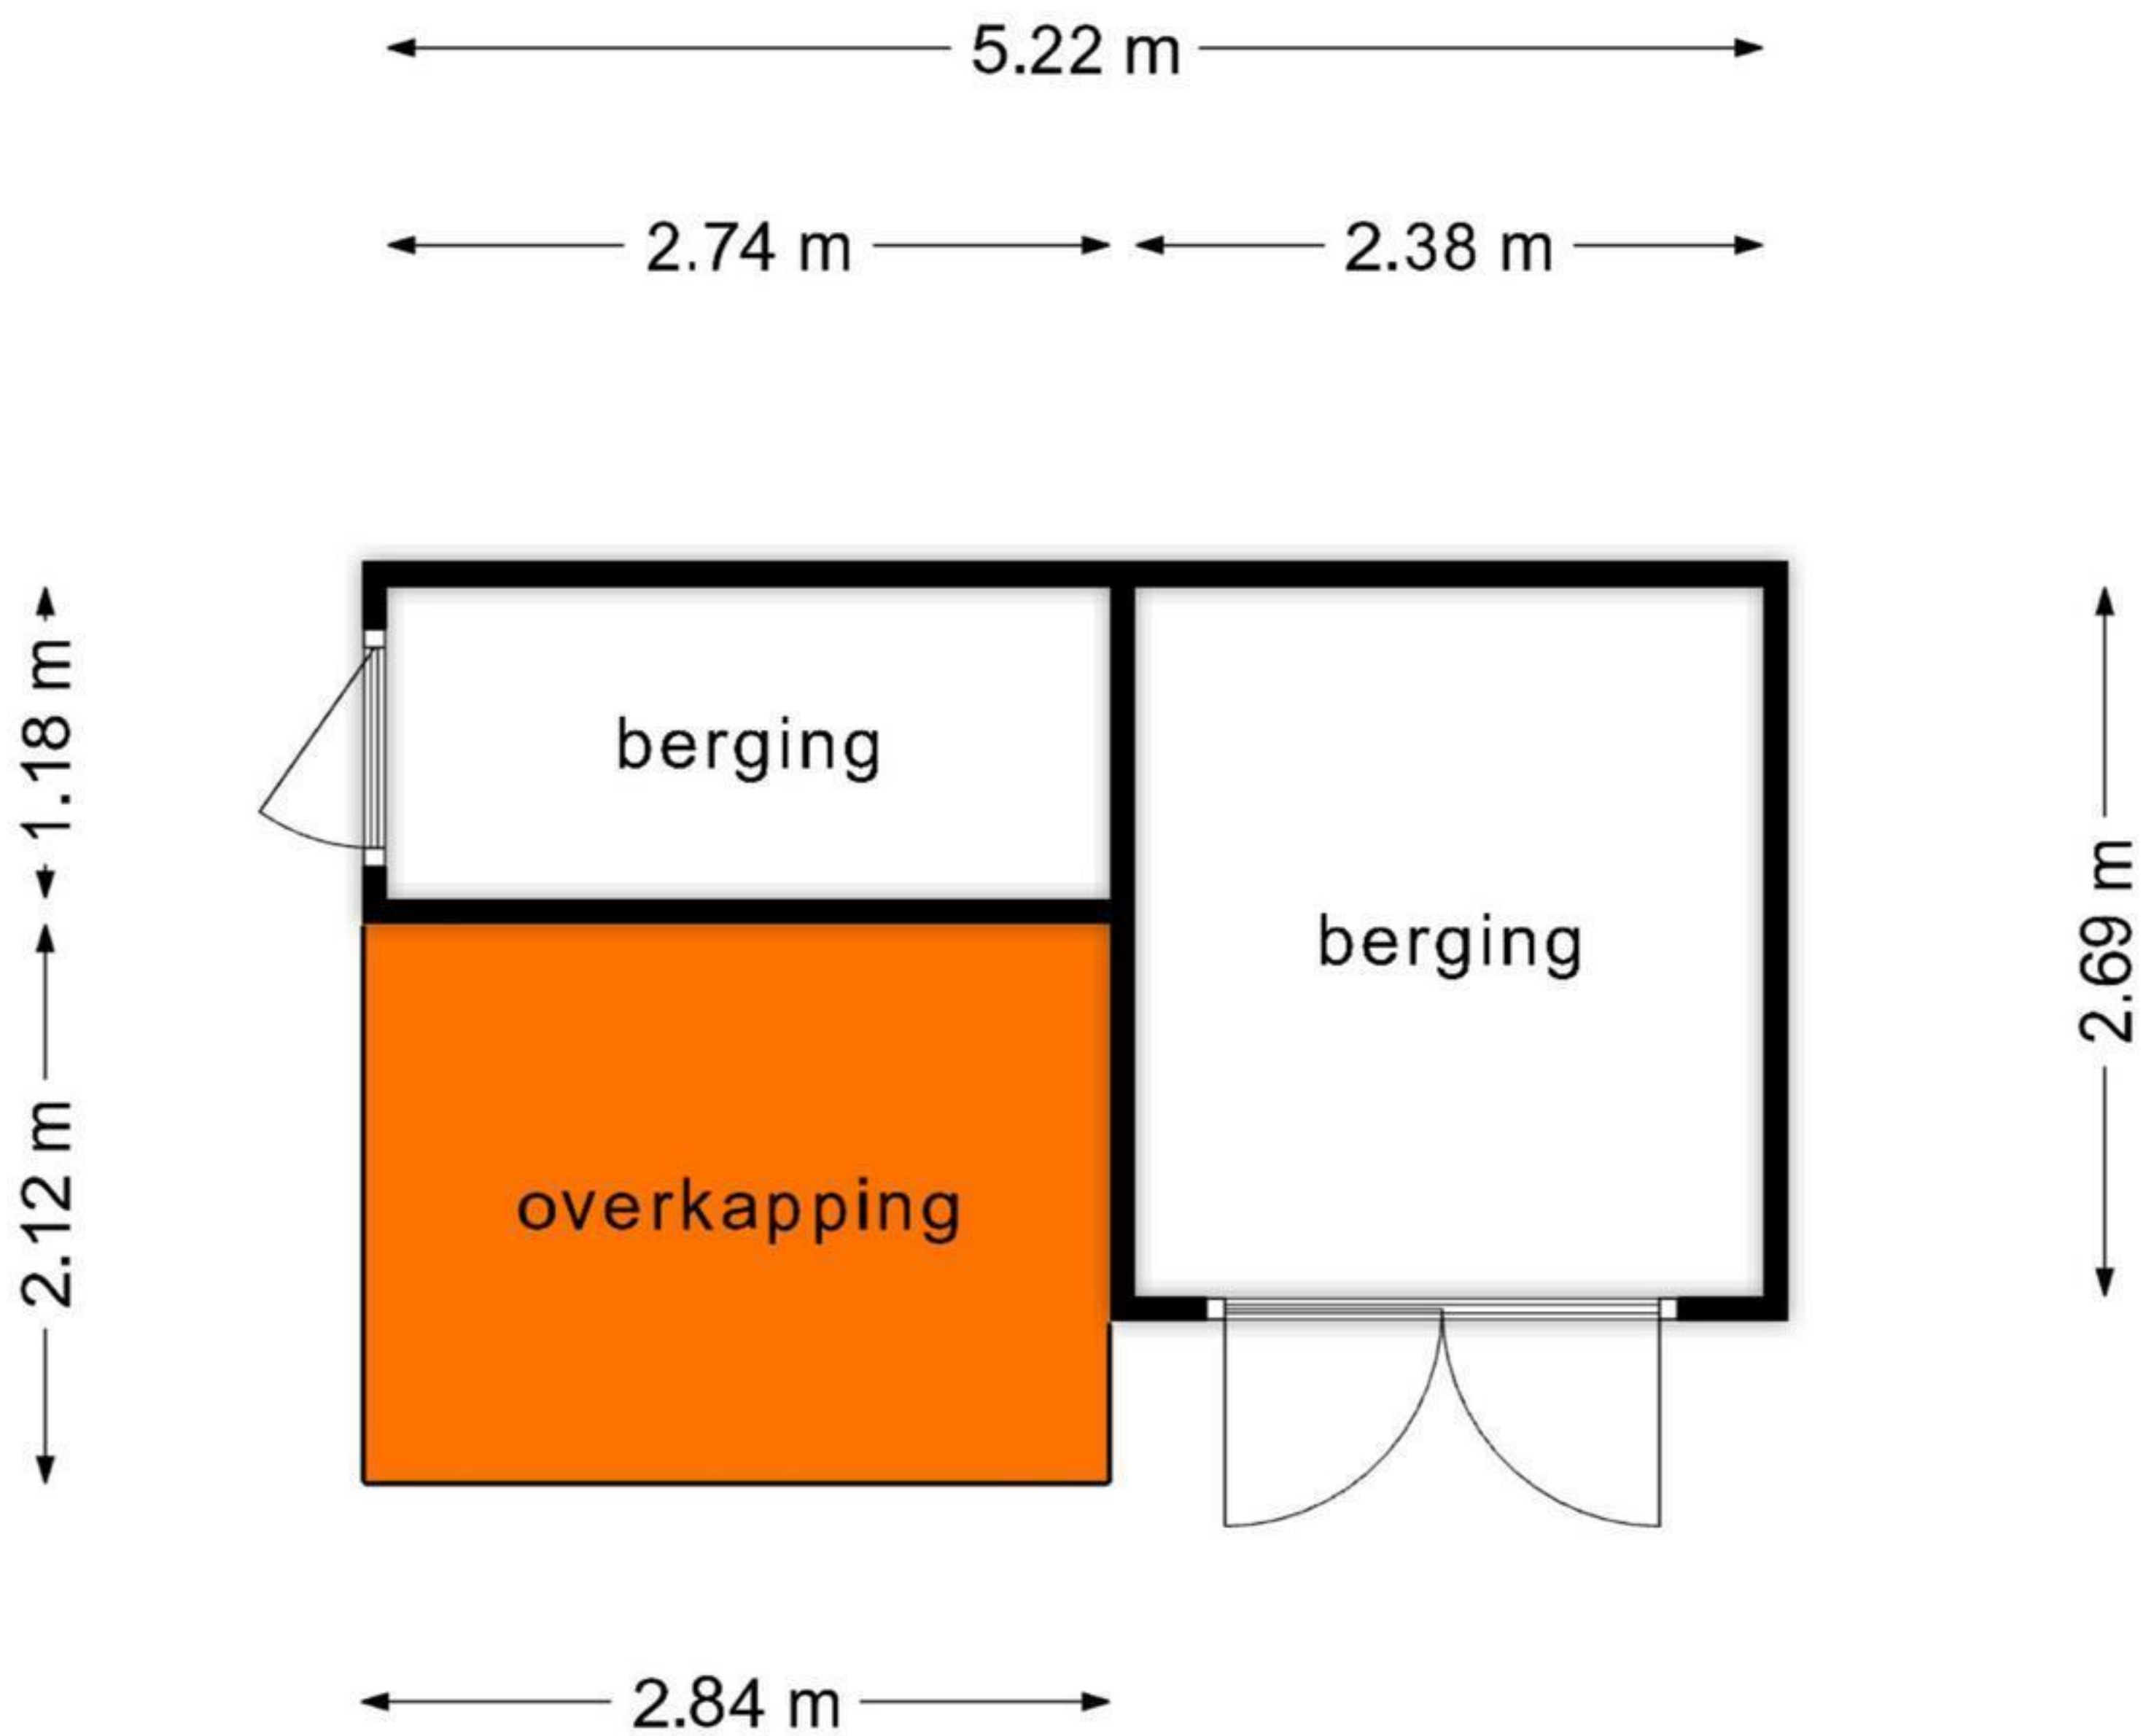 5.22 m
2.74 m
2.38 m
1.18 m
berging
berging
2.69 m
2.12 m
overkapping
2.84 m